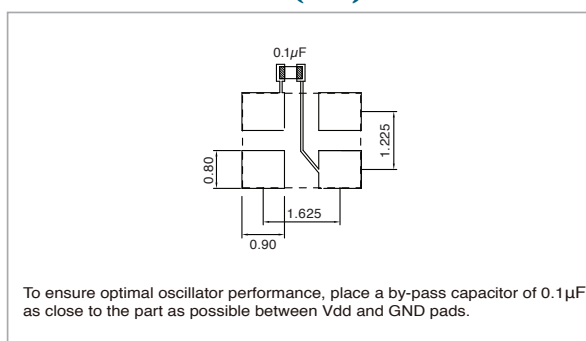 0.1µF
1.225
0.80
1.625
0.90
To ensure optimal oscillator performance, place a by-pass capacitor of 0.1µF
as close to the part as possible between Vdd and GND pads.